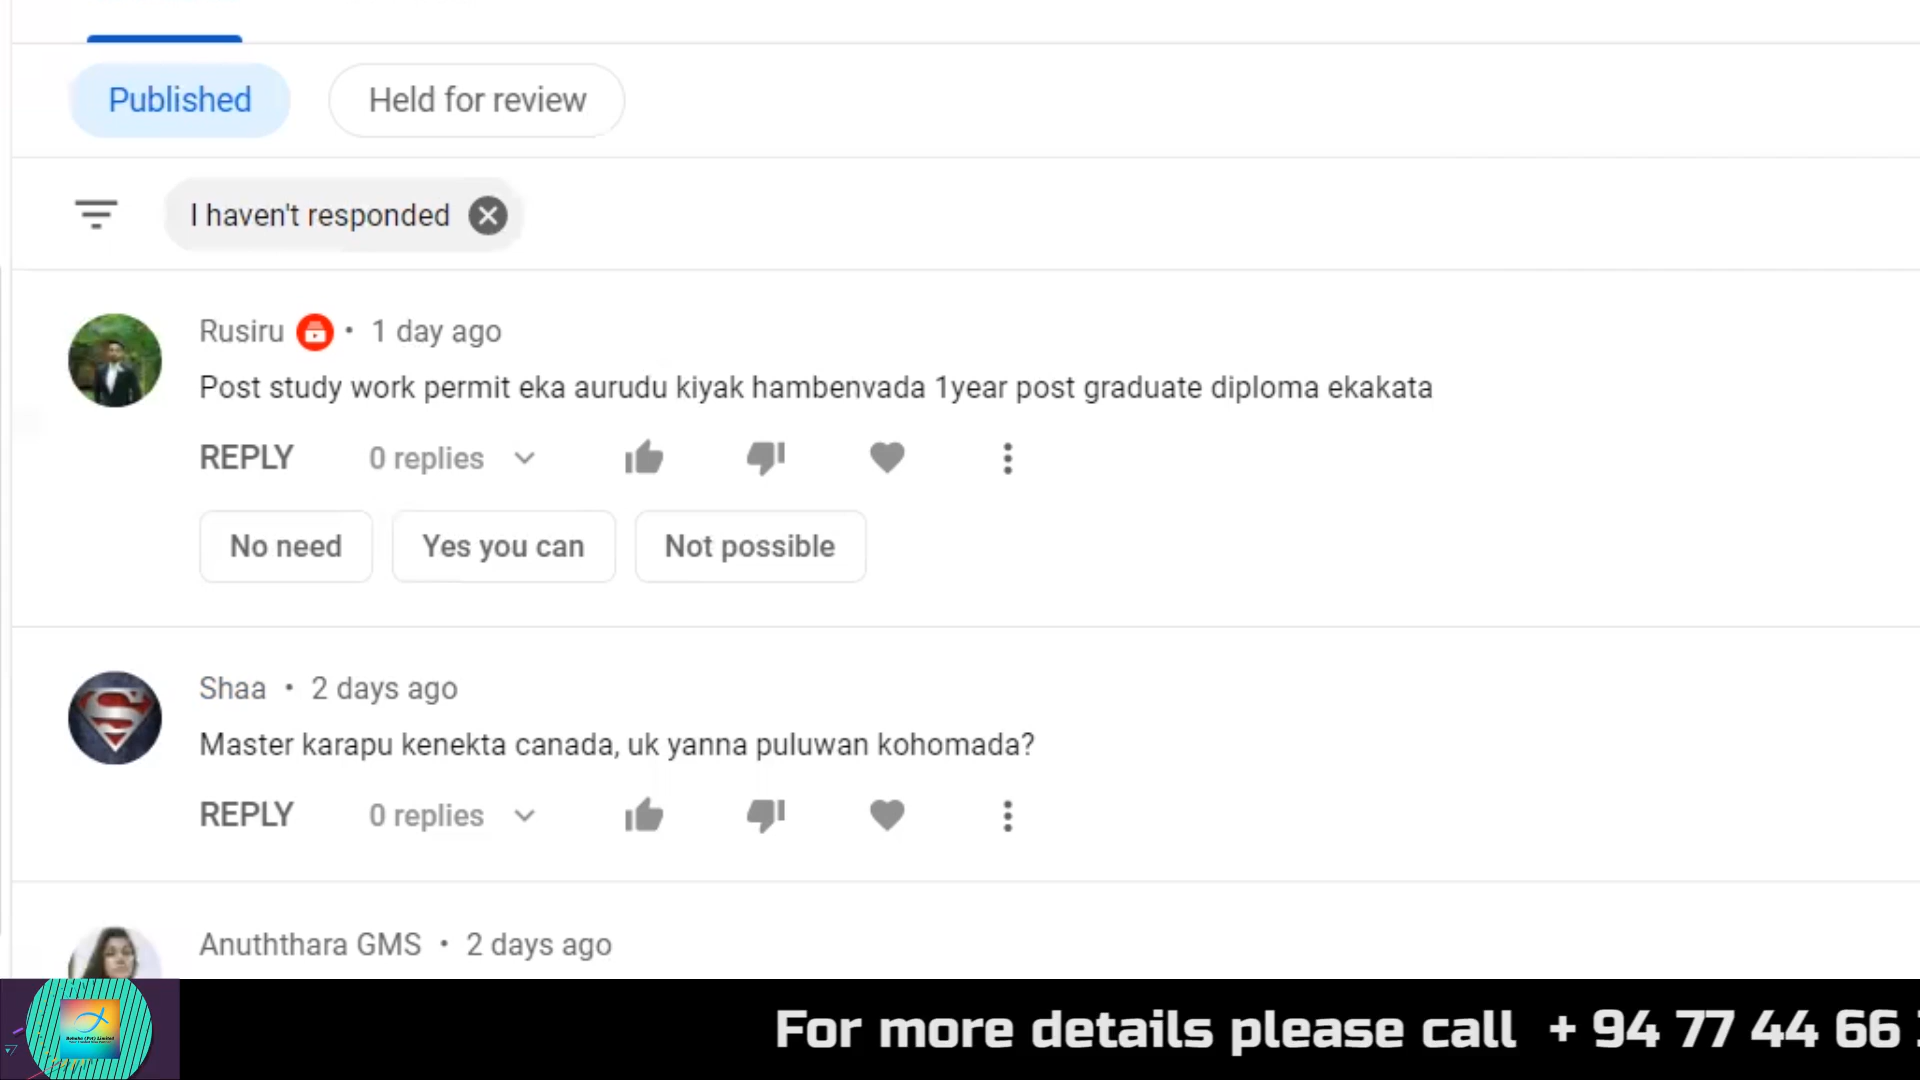 Published
Held for review
I haven't responded
Rusiru • 1 day ago
Post study work permit eka aurudu kiyak hambenvada 1year post graduate diploma ekakata
REPLY 0 replies
No need
Yes you can
Not possible
Shaa • 2 days ago
Master karapu kenekta canada, uk yanna puluwan kohomada?
REPLY 0 replies
Anuththara GMS • 2 days ago
For more details please call + 94 77 44 66